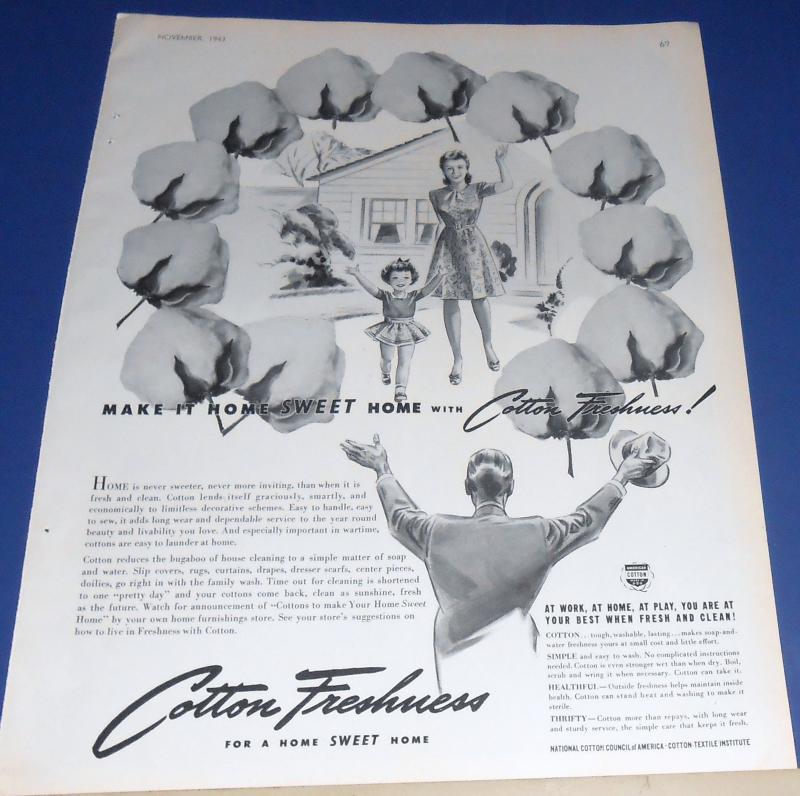 NOVEMBER, 1943
69
MAKE IT HOME SWEET HOME WITH Cotton Freshness!
HOME is never sweeter, never more inviting, than when it is
fresh and clean. Cotton lends itself graciously, smartly, and
economically to limitless decorative schemes. Easy to handle, easy
to sew, it adds long wear and dependable service to the year round
beauty and livability you love. And especially important in wartime,
cottons are easy to launder at home.
Cotton reduces the bugaboo of house cleaning to a simple matter of soap
and water. Slip covers, rugs, curtains, drapes, dresser scarfs, center pieces,
doilies, go right in with the family wash. Time out for cleaning is shortened
to one "pretty day" and your cottons come back, clean as sunshine, fresh
as the future. Watch for announcement of "Cottons to make Your Home Sweet
Home" by your own home furnishings store. See your store's suggestions on
how to live in Freshness with Cotton.
Cotton Freshness
FOR A HOME SWEET HOME
AMERICAN
COTTON
AT WORK, AT HOME, AT PLAY, YOU ARE AT
YOUR BEST WHEN FRESH AND CLEAN!
COTTON... tough, washable, lasting... makes soap-and-
water freshness yours at small cost and little effort.
SIMPLE and easy to wash. No complicated instructions
needed. Cotton is even stronger wet than when dry. Boil,
scrub and wring it when necessary. Cotton can take it.
HEALTHFUL—Outside freshness helps maintain inside
health. Cotton can stand heat and washing to make it
sterile.
THRIFTY—Cotton more than repays, with long wear
and sturdy service, the simple care that keeps it fresh.
NATIONAL COTTON COUNCIL of AMERICA · COTTON-TEXTILE INSTITUTE